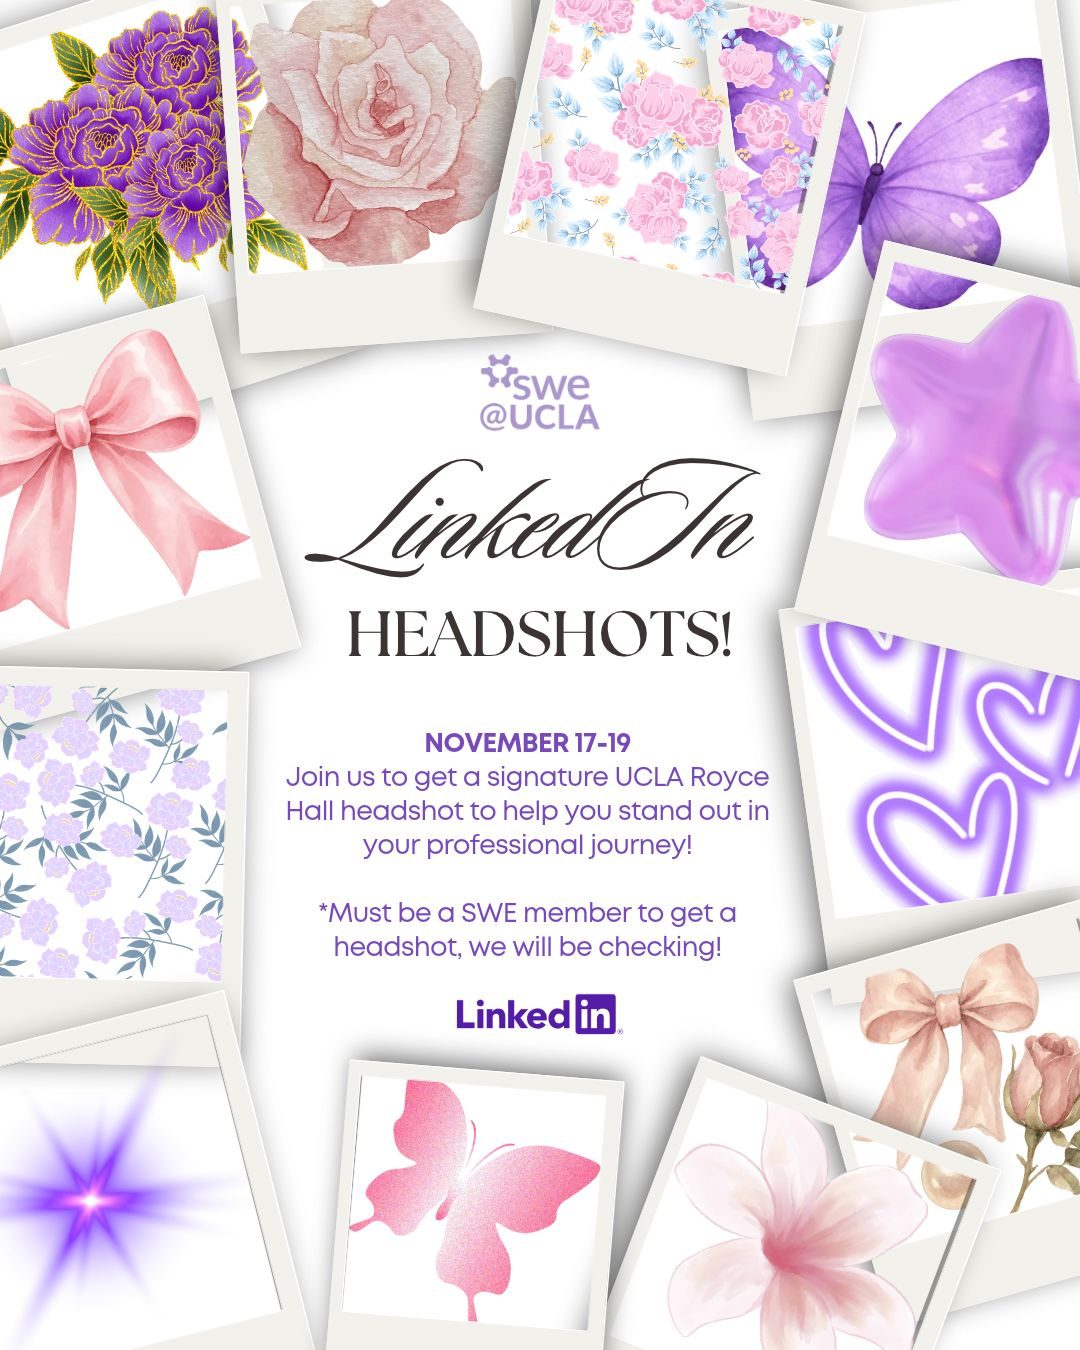 swe
@UCLA
LinkedIn
HEADSHOTS!
NOVEMBER 17-19
Join us to get a signature UCLA Royce
Hall headshot to help you stand out in
your professional journey!
*Must be a SWE member to get a
headshot, we will be checking!
Linked in®